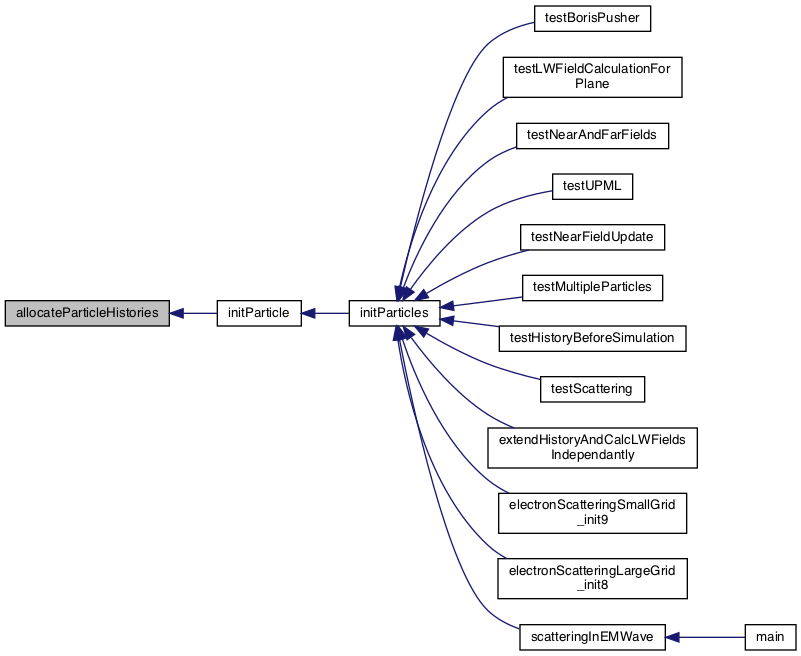 testBorisPusher
testLWFieldCalculationFor
Plane
testNearAndFarFields
testUPML
testNearFieldUpdate
testMultipleParticles
allocateParticleHistories
initParticle
initParticles
testHistoryBeforeSimulation
testScattering
extendHistoryAndCalcLWFields
Independantly
electronScatteringSmallGrid
_init9
electronScatteringLargeGrid
_init8
scatteringInEMWave
main